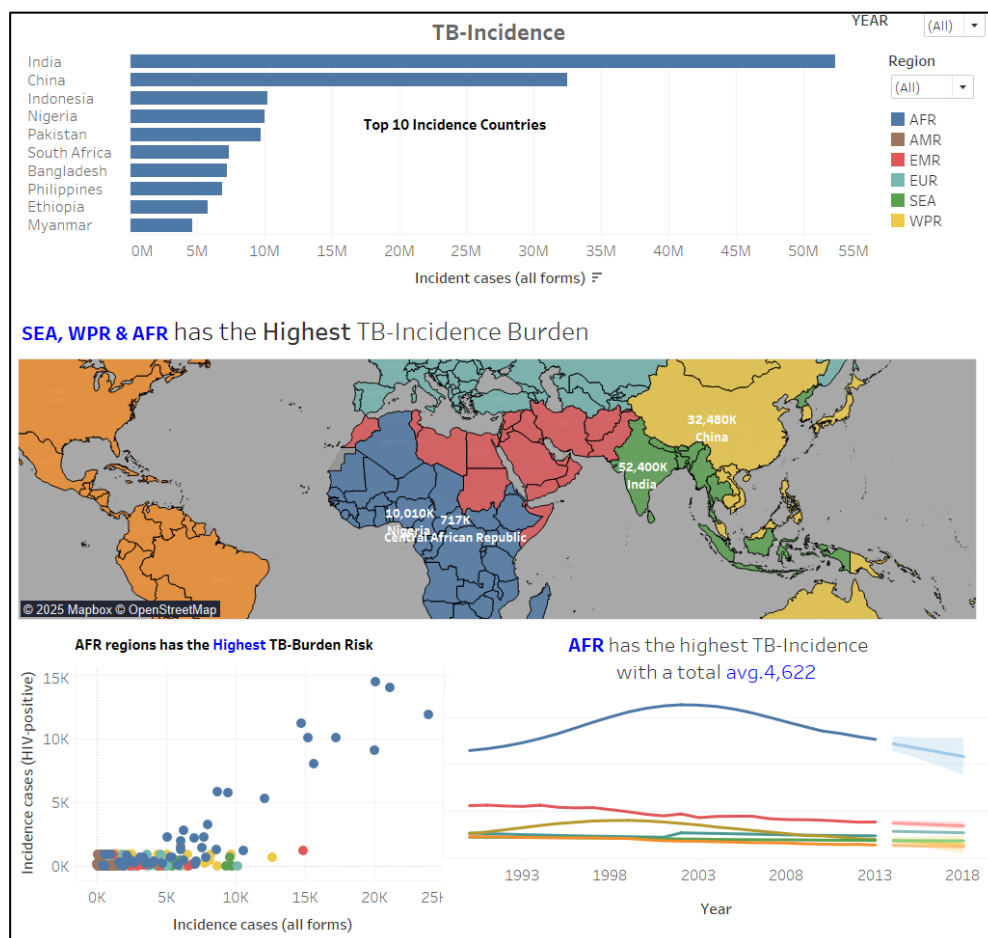 TB-Incidence
YEAR
(All)
India
China
Indonesia
Nigeria
Pakistan
South Africa
Bangladesh
Philippines
Ethiopia
Myanmar
Top 10 Incidence Countries
0M 5M 10M 15M 20M 25M 30M 35M 40M 45M 50M 55M
Incident cases (all forms)
Region
(All)
AFR
AMR
EMR
EUR
SEA
WPR
SEA, WPR & AFR has the Highest TB-Incidence Burden
32,480K
China
52,400K
India
10,010K
Nigeria
717K
Central African Republic
© 2025 Mapbox © OpenStreetMap
AFR regions has the Highest TB-Burden Risk
Incidence cases (HIV-positive)
15K
10K
5K
0K
0K 5K 10K 15K 20K 25K
Incidence cases (all forms)
AFR has the highest TB-Incidence
with a total avg.4,622
1993 1998 2003 2008 2013 2018
Year